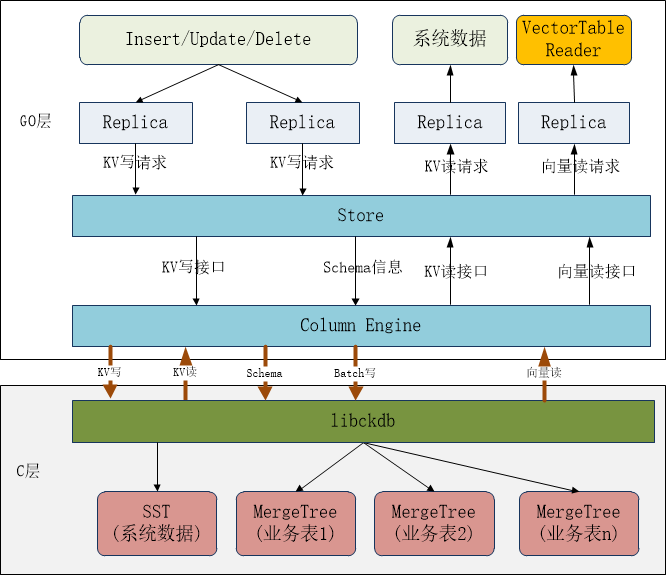 Insert/Update/Delete
系统数据
VectorTable
Reader
GO层
Replica
Replica
Replica
Replica
KV写请求
KV写请求
KV读请求
向量读请求
Store
KV写接口
Schema信息
KV读接口
向量读接口
Column Engine
KV写
KV读
Schema
Batch写
向量读
libckdb
C层
SST
(系统数据)
MergeTree
(业务表1)
MergeTree
(业务表2)
MergeTree
(业务表n)